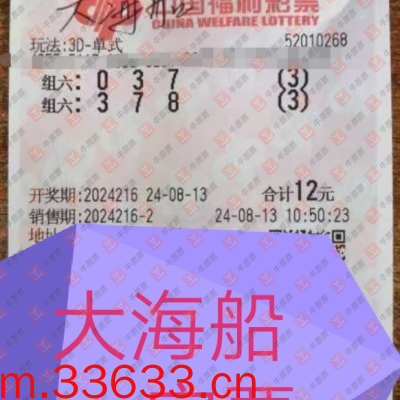 大海船
中国福利彩票
CHINA WELFARE LOTTERY
玩法:3D-单式 52010268
组六: 0 3 7 (3)
组六: 3 7 8 (3)
开奖期:2024216 24-08-13 合计12元
销售期:2024216-2 24-08-13 10:50:23
地址
大海船
m.33633.cn